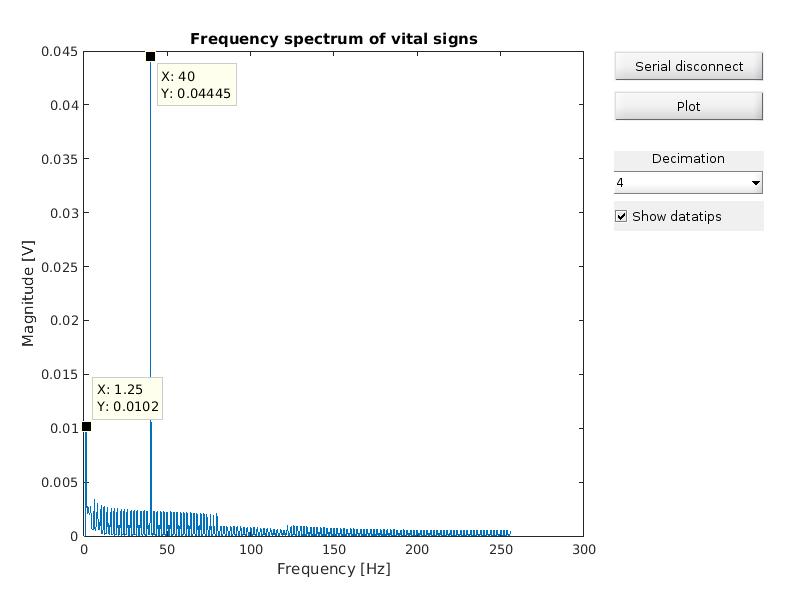 Frequency spectrum of vital signs
0.045
0.04
0.035
0.03
0.025
0.02
0.015
0.01
0.005
0
Magnitude [V]
X: 40
Y: 0.04445
X: 1.25
Y: 0.0102
0 50 100 150 200 250 300
Frequency [Hz]
Serial disconnect
Plot
Decimation
4
Show datatips